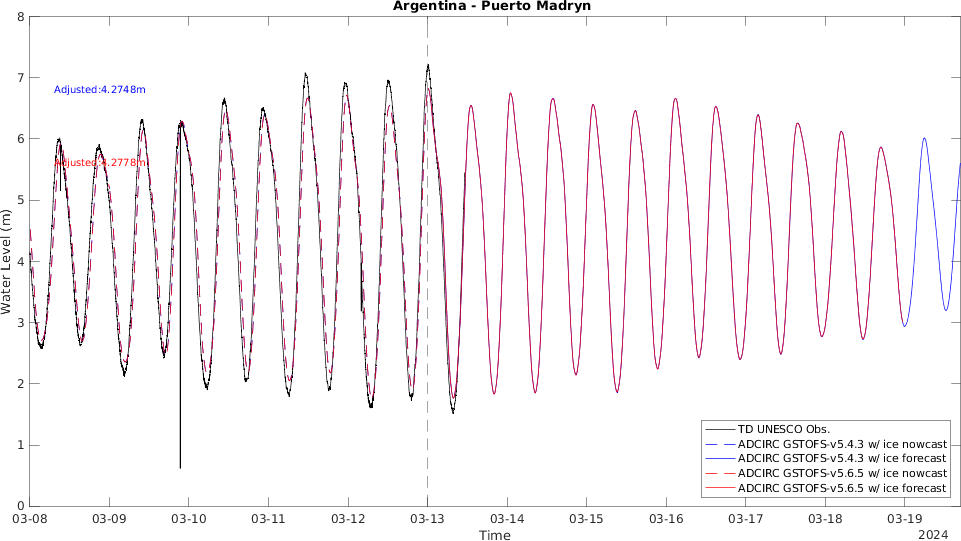 Argentina - Puerto Madryn
8
7
6
5
4
3
2
1
0
Water Level (m)
Adjusted:4.2748m
Adjusted:4.2778m
TD UNESCO Obs.
ADCIRC GSTOFS-v5.4.3 w/ ice nowcast
ADCIRC GSTOFS-v5.4.3 w/ ice forecast
ADCIRC GSTOFS-v5.6.5 w/ ice nowcast
ADCIRC GSTOFS-v5.6.5 w/ ice forecast
03-08 03-09 03-10 03-11 03-12 03-13 03-14 03-15 03-16 03-17 03-18 03-19
Time
2024